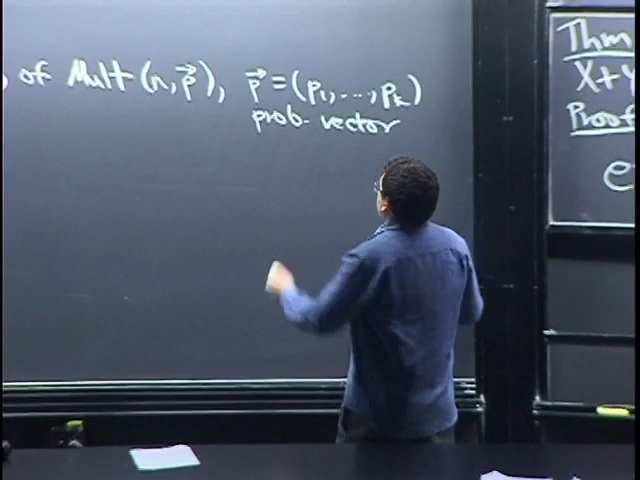 of Mult (n, p⃗), p⃗ = (p₁, ..., pₖ)
prob. vector
Thm
X+Y
Proof
e